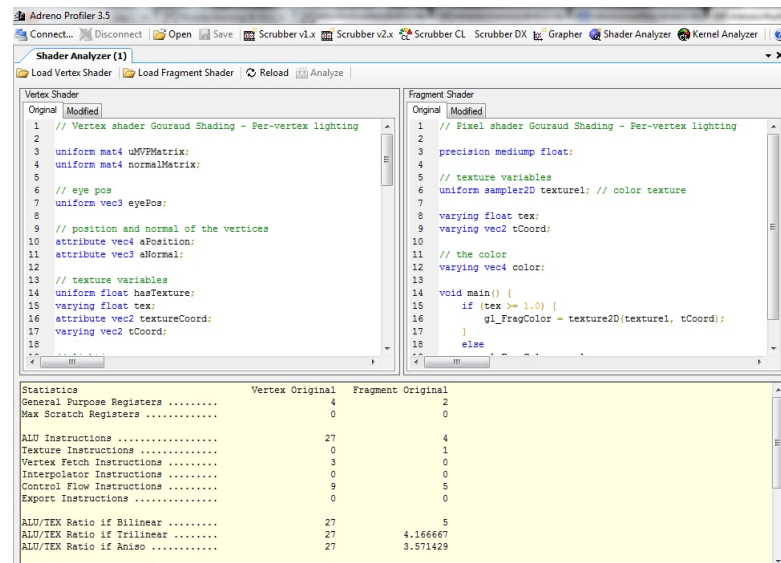 Adreno Profiler 3.5
Connect... Disconnect Open Save Scrubber v1.x Scrubber v2.x Scrubber CL Scrubber DX Grapher Shader Analyzer Kernel Analyzer
Shader Analyzer (1)
Load Vertex Shader Load Fragment Shader Reload Analyze
Vertex Shader
Original Modified
1 // Vertex shader Gouraud Shading - Per-vertex lighting
2
3 uniform mat4 uMVPMatrix;
4 uniform mat4 normalMatrix;
5
6 // eye pos
7 uniform vec3 eyePos;
8
9 // position and normal of the vertices
10 attribute vec4 aPosition;
11 attribute vec3 aNormal;
12
13 // texture variables
14 uniform float hasTexture;
15 varying float tex;
16 attribute vec2 textureCoord;
17 varying vec2 tCoord;
18
Fragment Shader
Original Modified
1 // Pixel shader Gouraud Shading - Per-vertex lighting
2
3 precision mediump float;
4
5 // texture variables
6 uniform sampler2D texture1; // color texture
7
8 varying float tex;
9 varying vec2 tCoord;
10
11 // the color
12 varying vec4 color;
13
14 void main() {
15 if (tex >= 1.0) {
16 gl_FragColor = texture2D(texture1, tCoord);
17 }
18 else
Statistics Vertex Original Fragment Original
General Purpose Registers ......... 4 2
Max Scratch Registers ............. 0 0
ALU Instructions .................. 27 4
Texture Instructions .............. 0 1
Vertex Fetch Instructions ......... 3 0
Interpolator Instructions ......... 0 0
Control Flow Instructions ......... 9 5
Export Instructions ............... 0 0
ALU/TEX Ratio if Bilinear ......... 27 5
ALU/TEX Ratio if Trilinear ........ 27 4.166667
ALU/TEX Ratio if Aniso ............ 27 3.571429